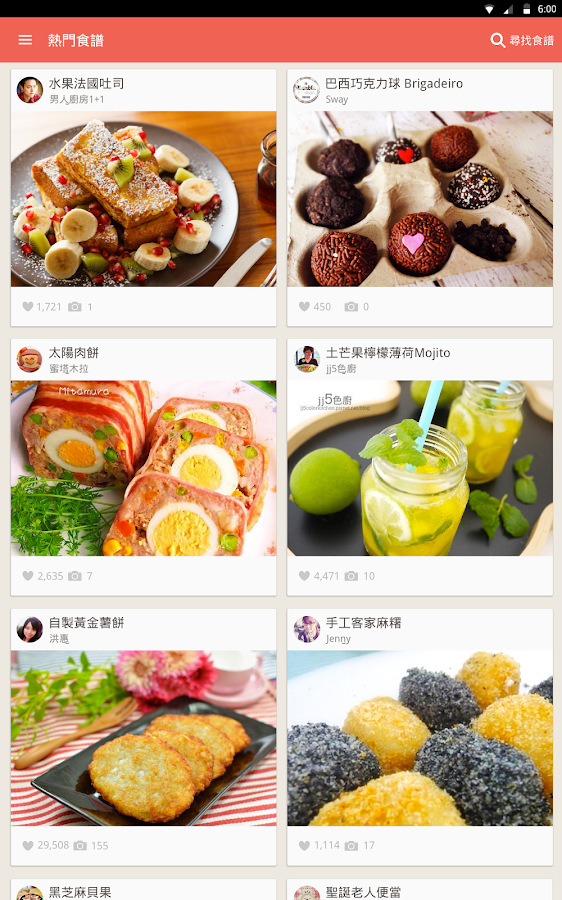 6:00
熱門食譜
尋找食譜
水果法國吐司
男人廚房1+1
1,721
1
巴西巧克力球 Brigadeiro
Sway
450
0
太陽肉餅
蜜塔木拉
Mitamura
2,635
7
土芒果檸檬薄荷Mojito
jj5色廚
jj5色廚
4,471
10
自製黃金薯餅
洪惠
29,508
155
手工客家麻糬
Jenny
1,114
17
黑芝麻貝果
聖誕老人便當